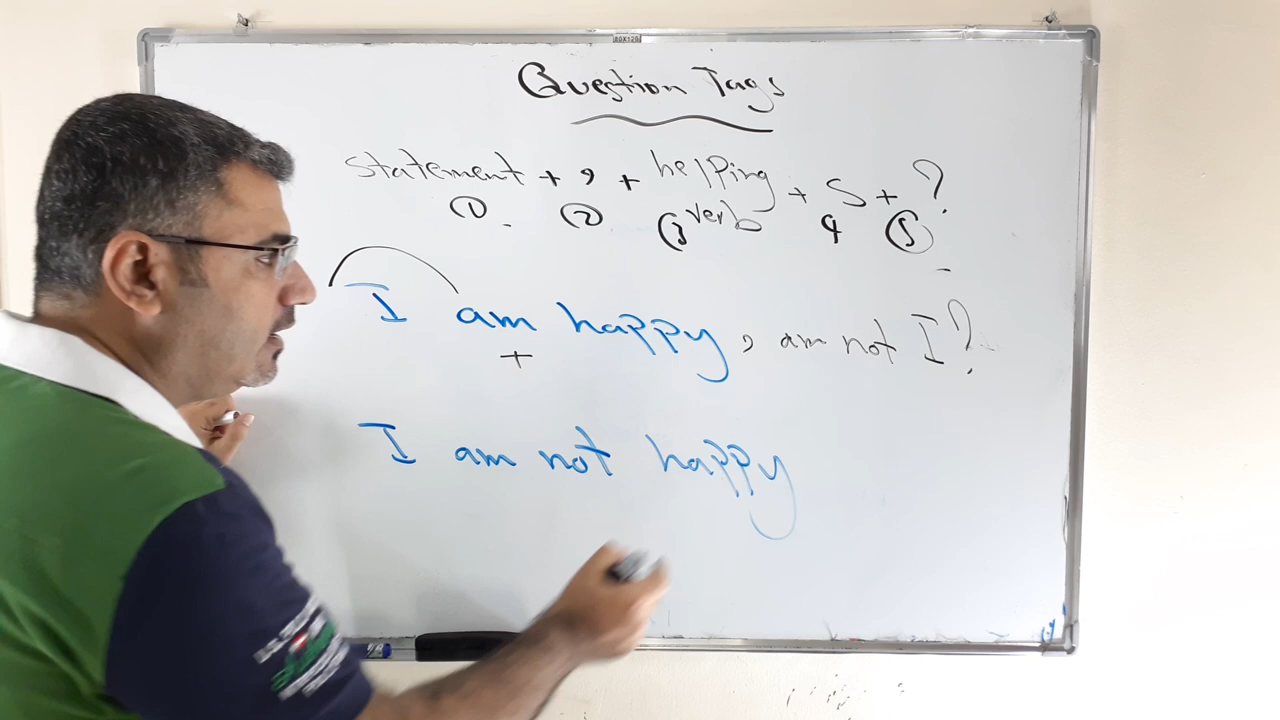 Question Tags
statement + , + helping verb + S + ?
① ② ③ 4 ⑤
I am happy, am not I?
+
I am not happy